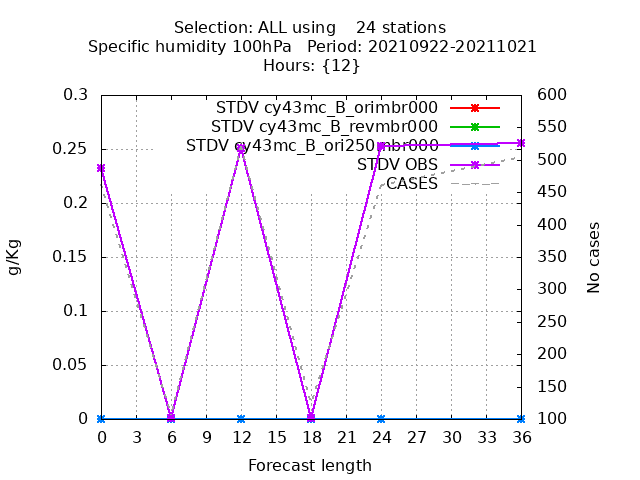 Selection: ALL using    24 stations
Specific humidity 100hPa   Period: 20210922-20211021
Hours: {12}
STDV cy43mc_B_orimbr000
STDV cy43mc_B_revmbr000
STDV cy43mc_B_ori250mbr000
STDV OBS
CASES
g/Kg
0.3
0.25
0.2
0.15
0.1
0.05
0
600
550
500
450
400
350
300
250
200
150
100
No cases
0 3 6 9 12 15 18 21 24 27 30 33 36
Forecast length